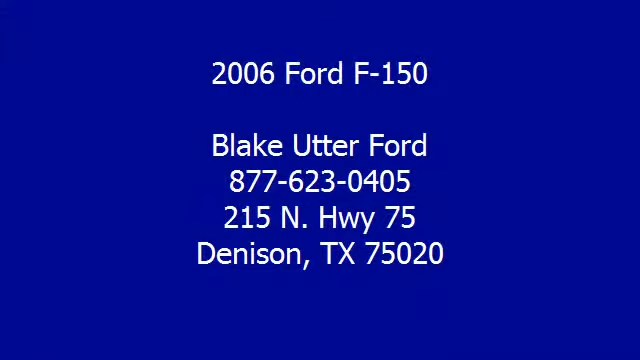 2006 Ford F-150
Blake Utter Ford
877-623-0405
215 N. Hwy 75
Denison, TX 75020